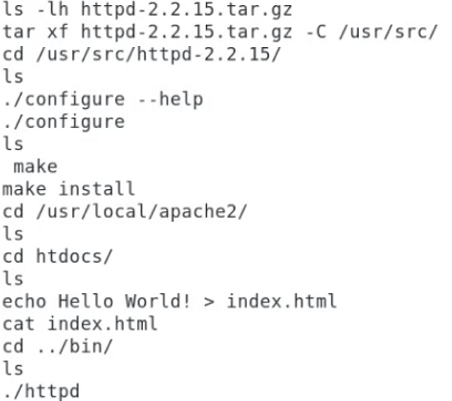 ls -lh httpd-2.2.15.tar.gz
tar xf httpd-2.2.15.tar.gz -C /usr/src/
cd /usr/src/httpd-2.2.15/
ls
./configure --help
./configure
ls
 make
make install
cd /usr/local/apache2/
ls
cd htdocs/
ls
echo Hello World! > index.html
cat index.html
cd ../bin/
ls
./httpd